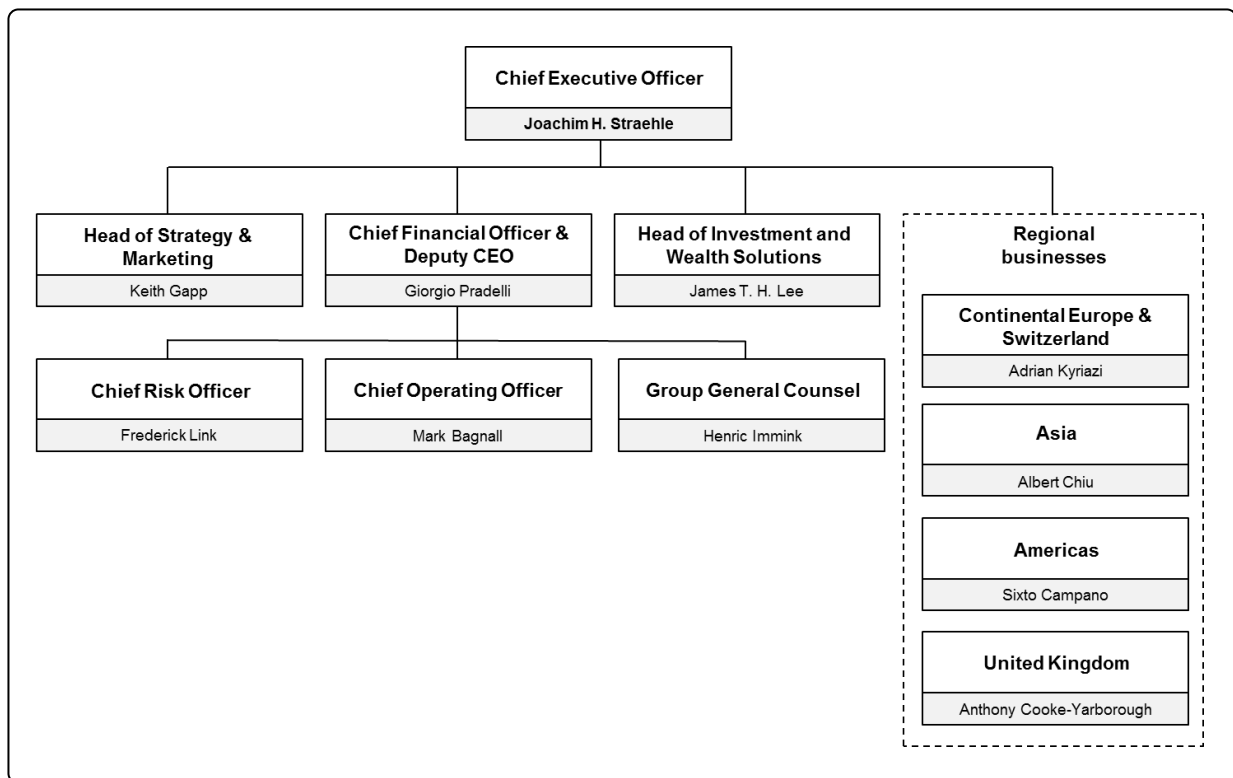 Chief Executive Officer
Joachim H. Straehle
Head of Strategy &
Marketing
Keith Gapp
Chief Financial Officer &
Deputy CEO
Giorgio Pradelli
Head of Investment and
Wealth Solutions
James T. H. Lee
Regional
businesses
Continental Europe &
Switzerland
Adrian Kyriazi
Chief Risk Officer
Frederick Link
Chief Operating Officer
Mark Bagnall
Group General Counsel
Henric Immink
Asia
Albert Chiu
Americas
Sixto Campano
United Kingdom
Anthony Cooke-Yarborough